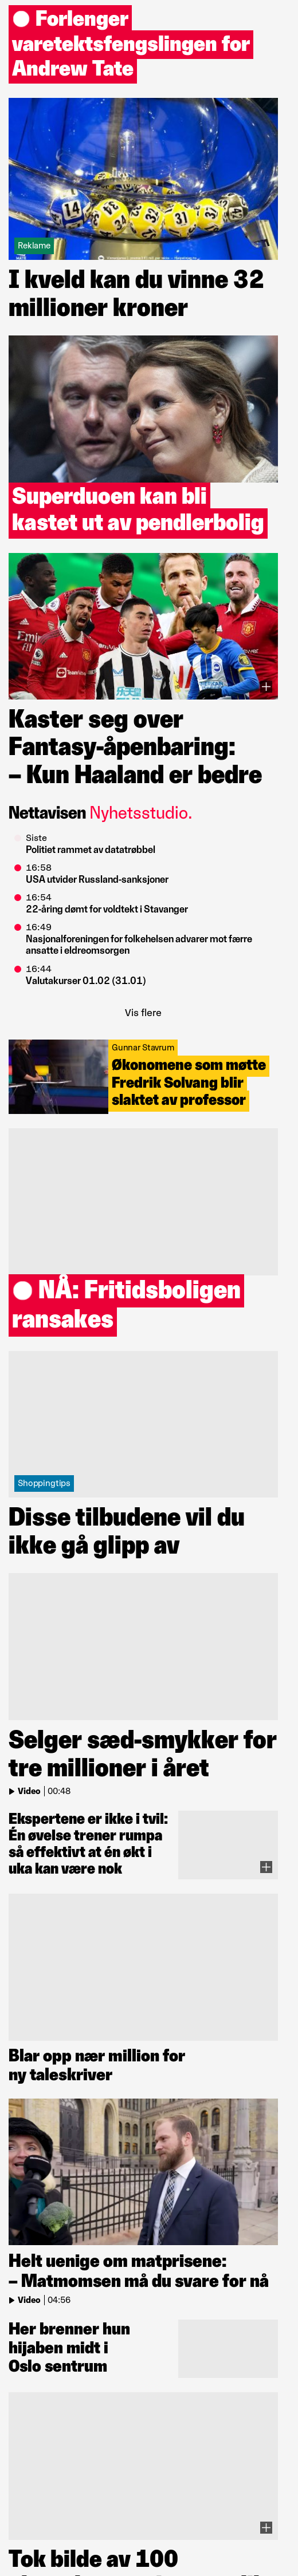 Forlenger
varetektsfengslingen for
Andrew Tate
14
33
31
37
Reklame
I kveld kan du vinne 32
millioner kroner
Superduoen kan bli
kastet ut av pendlerbolig
Kaster seg over
Fantasy-åpenbaring:
– Kun Haaland er bedre
Nettavisen Nyhetsstudio.
Siste
Politiet rammet av datatrøbbel
16:58
USA utvider Russland-sanksjoner
16:54
22-åring dømt for voldtekt i Stavanger
16:49
Nasjonalforeningen for folkehelsen advarer mot færre
ansatte i eldreomsorgen
16:44
Valutakurser 01.02 (31.01)
Vis flere
Gunnar Stavrum
Økonomene som møtte
Fredrik Solvang blir
slaktet av professor
NÅ: Fritidsboligen
ransakes
Shoppingtips
Disse tilbudene vil du
ikke gå glipp av
Selger sæd-smykker for
tre millioner i året
Video | 00:48
Ekspertene er ikke i tvil:
Én øvelse trener rumpa
så effektivt at én økt i
uka kan være nok
Blar opp nær million for
ny taleskriver
Helt uenige om matprisene:
– Matmomsen må du svare for nå
Video | 04:56
Her brenner hun
hijaben midt i
Oslo sentrum
Tok bilde av 100